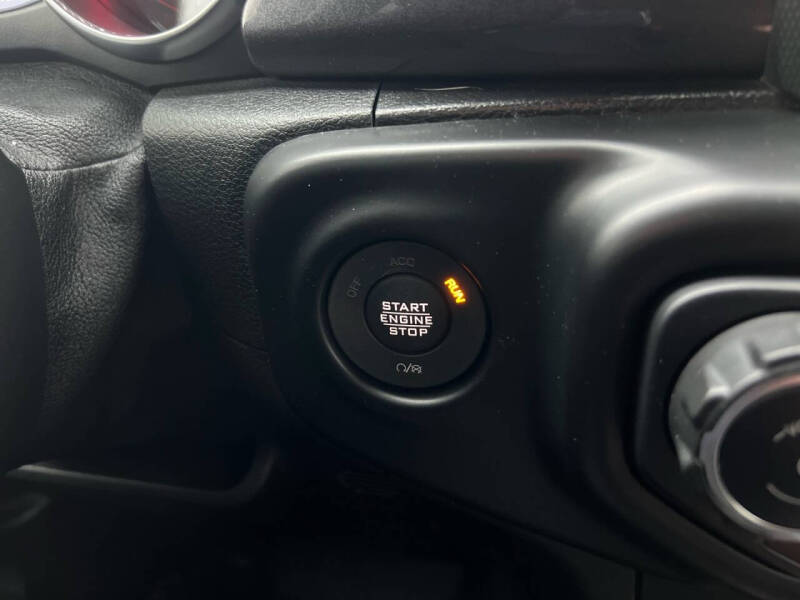 ACC
OFF
RUN
START
ENGINE
STOP